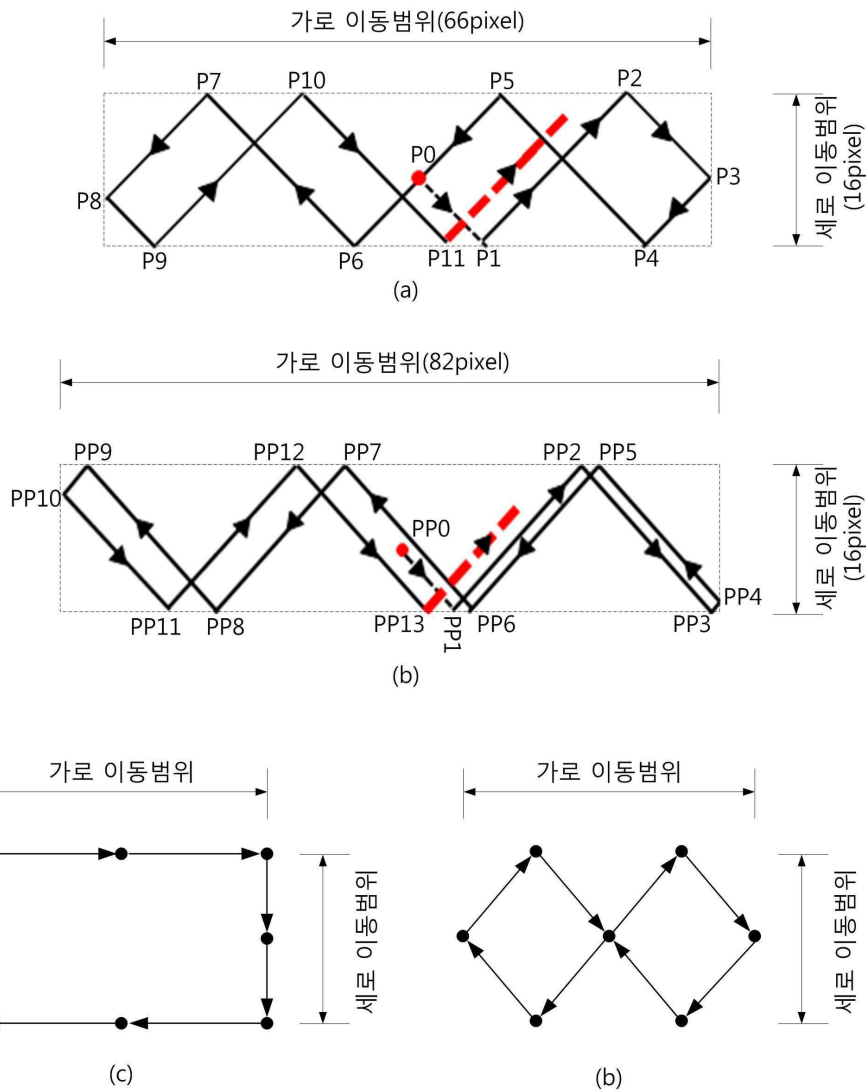 가로 이동범위(66pixel)
P7 P10 P5 P2
P0
P3
P8
P9 P6 P11 P1 P4
세로 이동범위
(16pixel)
(a)
가로 이동범위(82pixel)
PP9 PP12 PP7 PP2 PP5
PP10
PP0
PP4
PP11 PP8 PP13 PP1 PP6 PP3
세로 이동범위
(16pixel)
(b)
가로 이동범위
세로 이동범위
(c)
가로 이동범위
세로 이동범위
(b)